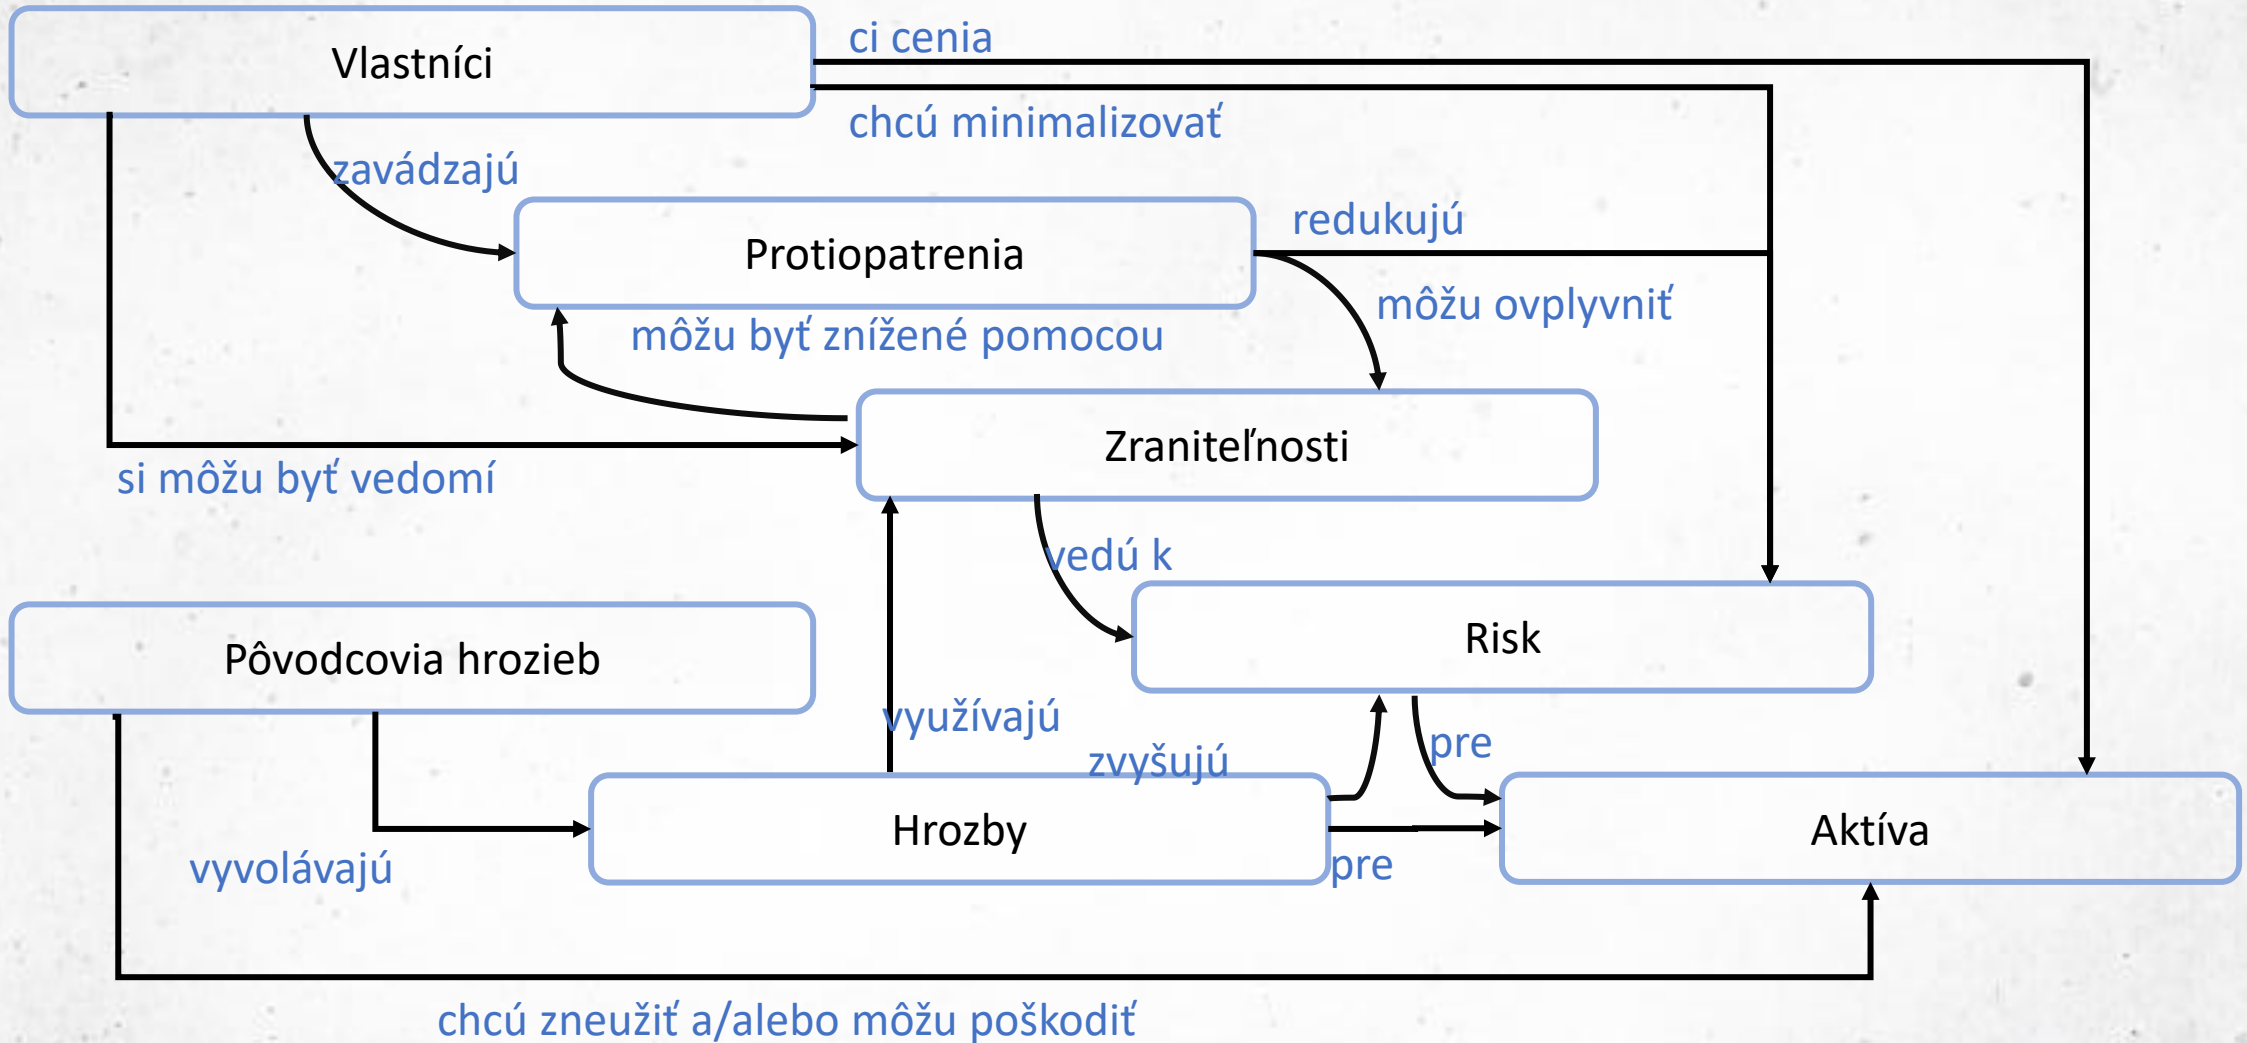 Vlastníci
ci cenia
chcú minimalizovať
zavádzajú
Protiopatrenia
redukujú
môžu ovplyvniť
môžu byť znížené pomocou
Zraniteľnosti
si môžu byť vedomí
vedú k
Risk
Pôvodcovia hrozieb
využívajú
zvyšujú
pre
Hrozby
Aktíva
vyvolávajú
pre
chcú zneužiť a/alebo môžu poškodiť